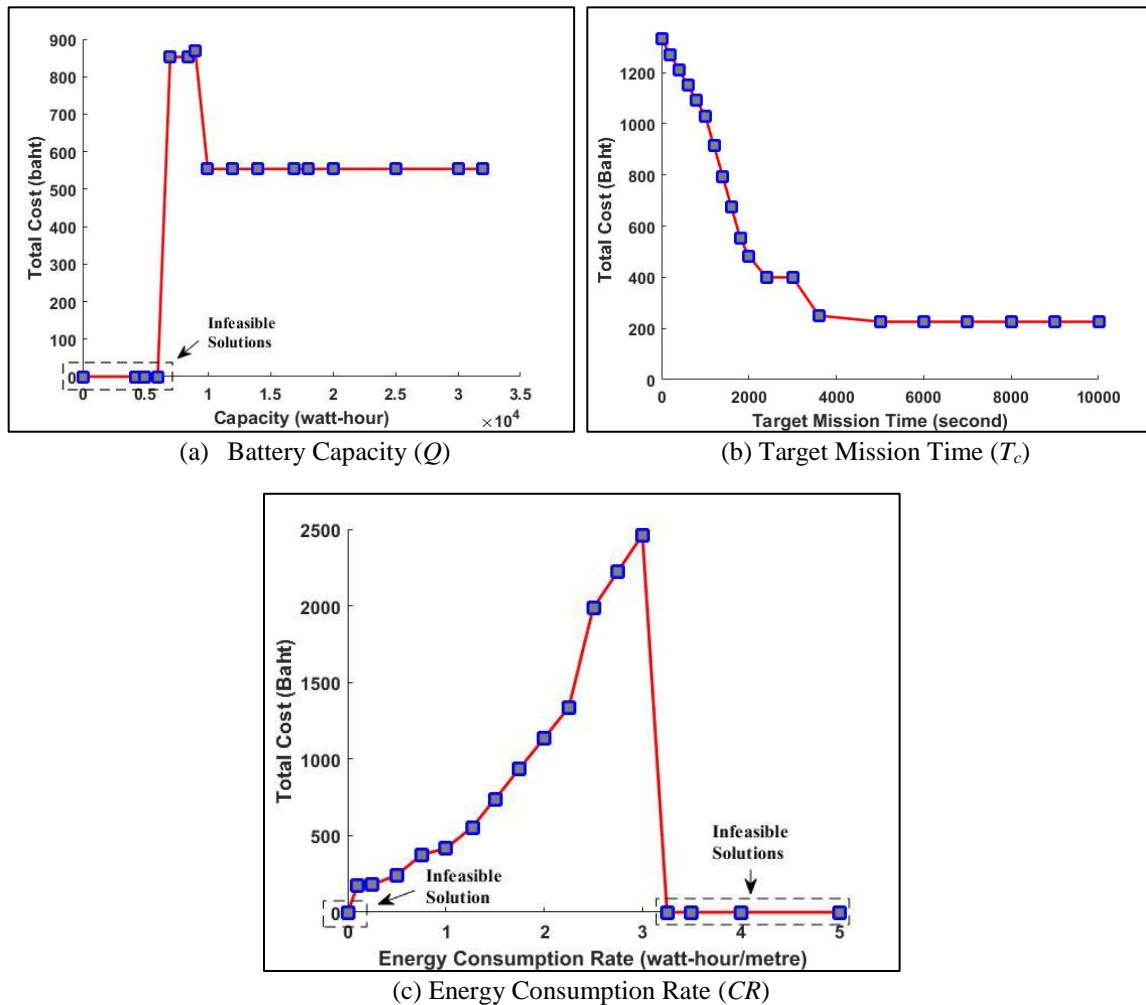 900
800
700
600
500
400
300
200
100
0
Total Cost (baht)
Infeasible
Solutions
0 0.5 1 1.5 2 2.5 3 3.5
Capacity (watt-hour) ×10^4
(a) Battery Capacity (Q)
1200
1000
800
600
400
200
0
Total Cost (Baht)
0 2000 4000 6000 8000 10000
Target Mission Time (second)
(b) Target Mission Time (Tc)
2500
2000
1500
1000
500
0
Total Cost (Baht)
Infeasible
Solution
Infeasible
Solutions
0 1 2 3 4 5
Energy Consumption Rate (watt-hour/metre)
(c) Energy Consumption Rate (CR)